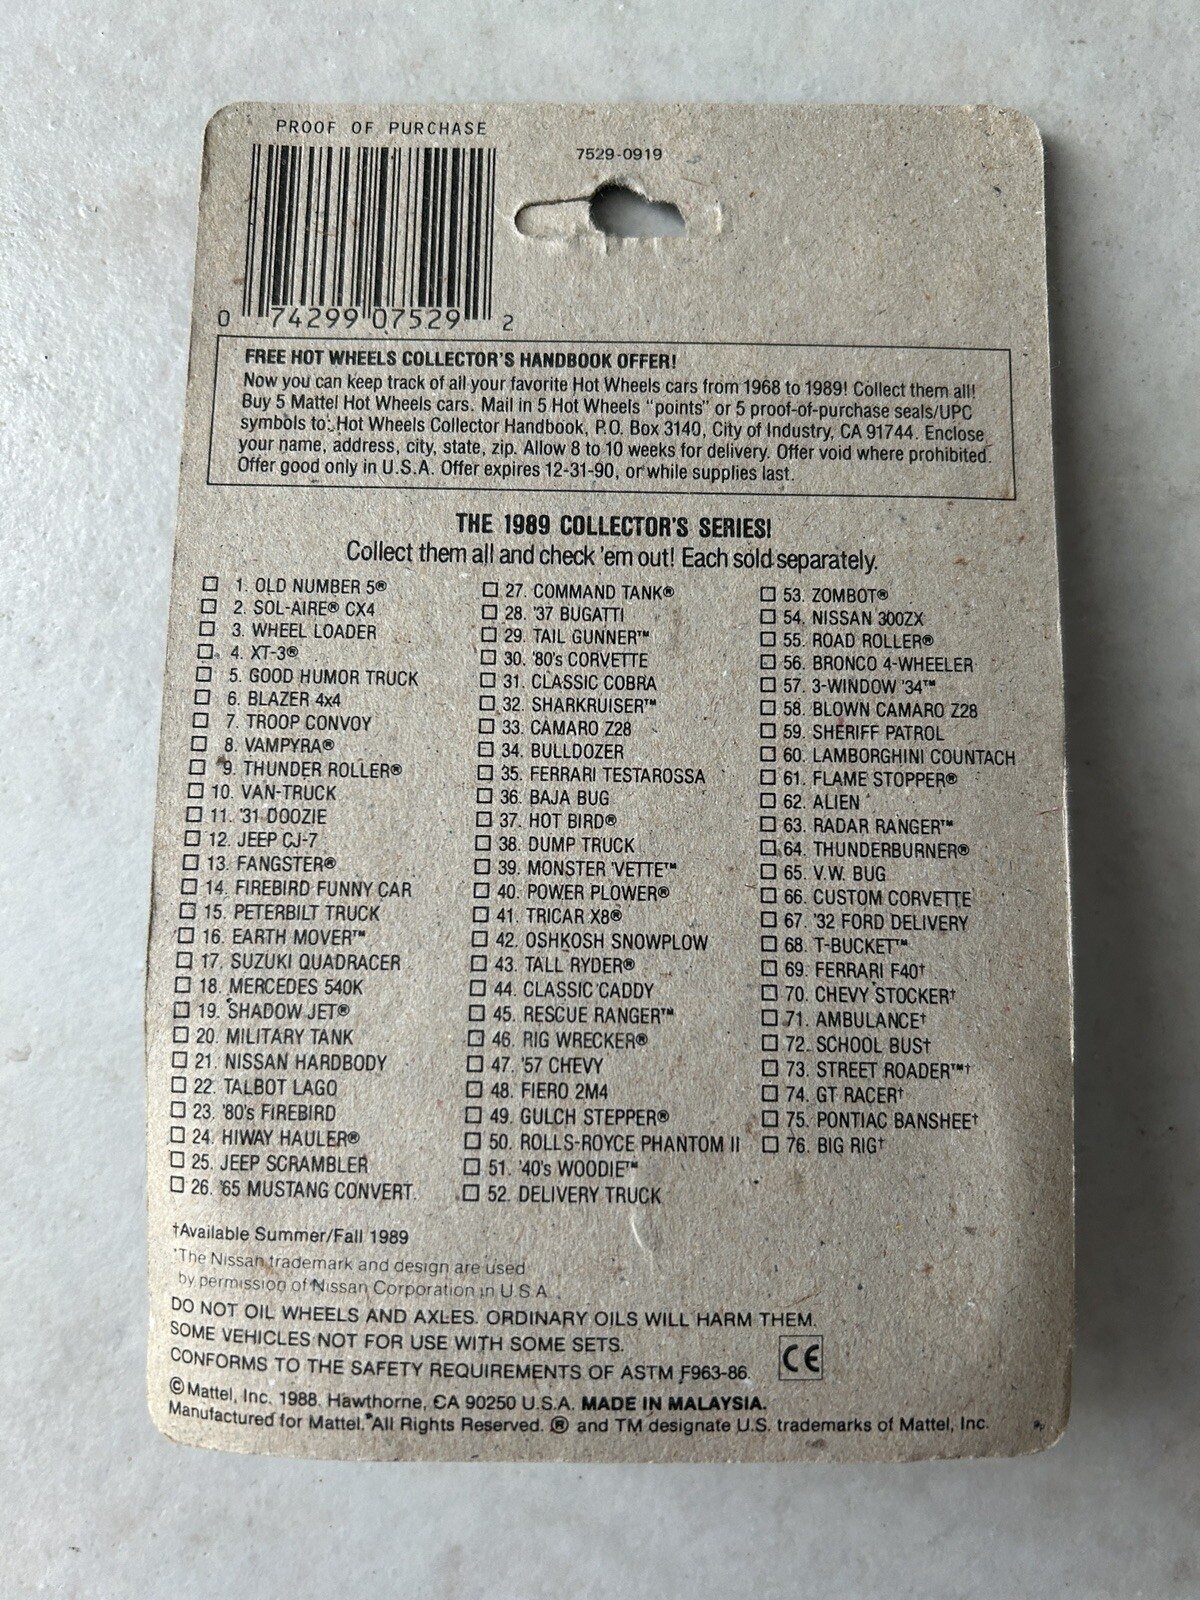 PROOF OF PURCHASE
7529-0919
0 74299 07529 2
FREE HOT WHEELS COLLECTOR'S HANDBOOK OFFER!
Now you can keep track of all your favorite Hot Wheels cars from 1968 to 1989! Collect them all!
Buy 5 Mattel Hot Wheels cars. Mail in 5 Hot Wheels "points" or 5 proof-of-purchase seals/UPC
symbols to: Hot Wheels Collector Handbook, P.O. Box 3140, City of Industry, CA 91744. Enclose
your name, address, city, state, zip. Allow 8 to 10 weeks for delivery. Offer void where prohibited.
Offer good only in U.S.A. Offer expires 12-31-90, or while supplies last.
THE 1989 COLLECTOR'S SERIES!
Collect them all and check 'em out! Each sold separately.
1. OLD NUMBER 5®
2. SOL-AIRE® CX4
3. WHEEL LOADER
4. XT-3®
5. GOOD HUMOR TRUCK
6. BLAZER 4x4
7. TROOP CONVOY
8. VAMPYRA®
9. THUNDER ROLLER®
10. VAN-TRUCK
11. '31 DOOZIE
12. JEEP CJ-7
13. FANGSTER®
14. FIREBIRD FUNNY CAR
15. PETERBILT TRUCK
16. EARTH MOVER™
17. SUZUKI QUADRACER
18. MERCEDES 540K
19. SHADOW JET®
20. MILITARY TANK
21. NISSAN HARDBODY
22. TALBOT LAGO
23. '80's FIREBIRD
24. HIWAY HAULER®
25. JEEP SCRAMBLER
26. '65 MUSTANG CONVERT.
27. COMMAND TANK®
28. '37 BUGATTI
29. TAIL GUNNER™
30. '80's CORVETTE
31. CLASSIC COBRA
32. SHARKRUISER™
33. CAMARO Z28
34. BULLDOZER
35. FERRARI TESTAROSSA
36. BAJA BUG
37. HOT BIRD®
38. DUMP TRUCK
39. MONSTER 'VETTE™
40. POWER PLOWER®
41. TRICAR X8®
42. OSHKOSH SNOWPLOW
43. TALL RYDER®
44. CLASSIC CADDY
45. RESCUE RANGER™
46. RIG WRECKER®
47. '57 CHEVY
48. FIERO 2M4
49. GULCH STEPPER®
50. ROLLS-ROYCE PHANTOM II
51. '40's WOODIE™
52. DELIVERY TRUCK
53. ZOMBOT®
54. NISSAN 300ZX
55. ROAD ROLLER®
56. BRONCO 4-WHEELER
57. 3-WINDOW '34™
58. BLOWN CAMARO Z28
59. SHERIFF PATROL
60. LAMBORGHINI COUNTACH
61. FLAME STOPPER®
62. ALIEN
63. RADAR RANGER™
64. THUNDERBURNER®
65. V.W. BUG
66. CUSTOM CORVETTE
67. '32 FORD DELIVERY
68. T-BUCKET™
69. FERRARI F40†
70. CHEVY STOCKER†
71. AMBULANCE†
72. SCHOOL BUS†
73. STREET ROADER™†
74. GT RACER†
75. PONTIAC BANSHEE†
76. BIG RIG†
†Available Summer/Fall 1989
*The Nissan trademark and design are used
by permission of Nissan Corporation in U.S.A.
DO NOT OIL WHEELS AND AXLES. ORDINARY OILS WILL HARM THEM.
SOME VEHICLES NOT FOR USE WITH SOME SETS.
CONFORMS TO THE SAFETY REQUIREMENTS OF ASTM F963-86.
CE
© Mattel, Inc. 1988. Hawthorne, CA 90250 U.S.A. MADE IN MALAYSIA.
Manufactured for Mattel. All Rights Reserved. ® and TM designate U.S. trademarks of Mattel, Inc.